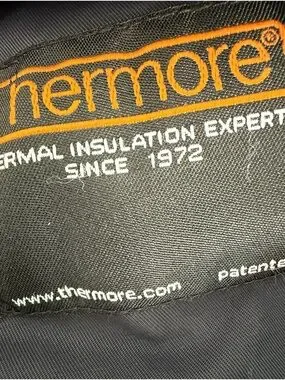 hermore®
ERMAL INSULATION EXPERT
SINCE 1972
www.thermore.com
patente